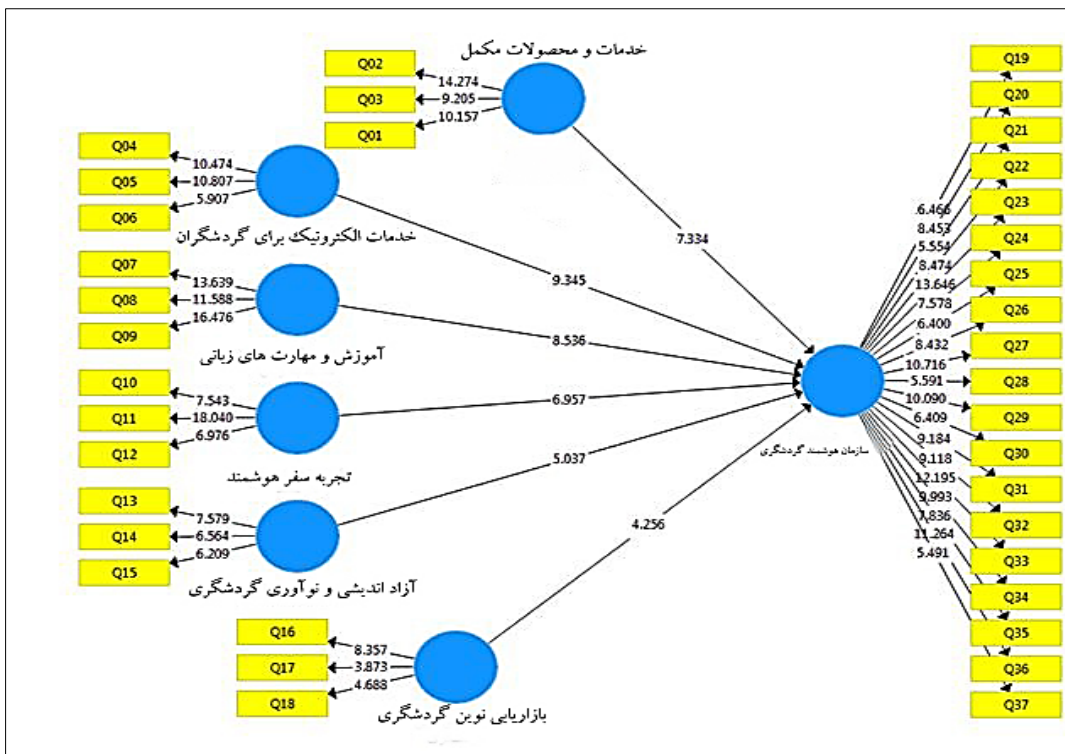 خدمات و محصولات مکمل
Q02
14.274
Q03
9.205
Q01
10.157
Q04
10.474
Q05
10.807
Q06
5.907
خدمات الکترونیک برای گردشگران
Q07
13.639
Q08
11.588
Q09
16.476
آموزش و مهارت های زبانی
Q10
7.543
Q11
18.040
Q12
6.976
تجربه سفر هوشمند
Q13
7.579
Q14
6.564
Q15
6.209
آزاد اندیشی و نوآوری گردشگری
Q16
8.357
Q17
3.873
Q18
4.688
بازاریابی نوین گردشگری
7.334
9.345
8.536
6.957
5.037
4.256
سازمان هوشمند گردشگری
6.466
8.453
5.554
8.474
13.646
7.578
6.400
8.432
10.716
5.591
10.090
6.409
9.184
9.118
12.195
9.993
7.836
11.264
5.491
Q19
Q20
Q21
Q22
Q23
Q24
Q25
Q26
Q27
Q28
Q29
Q30
Q31
Q32
Q33
Q34
Q35
Q36
Q37